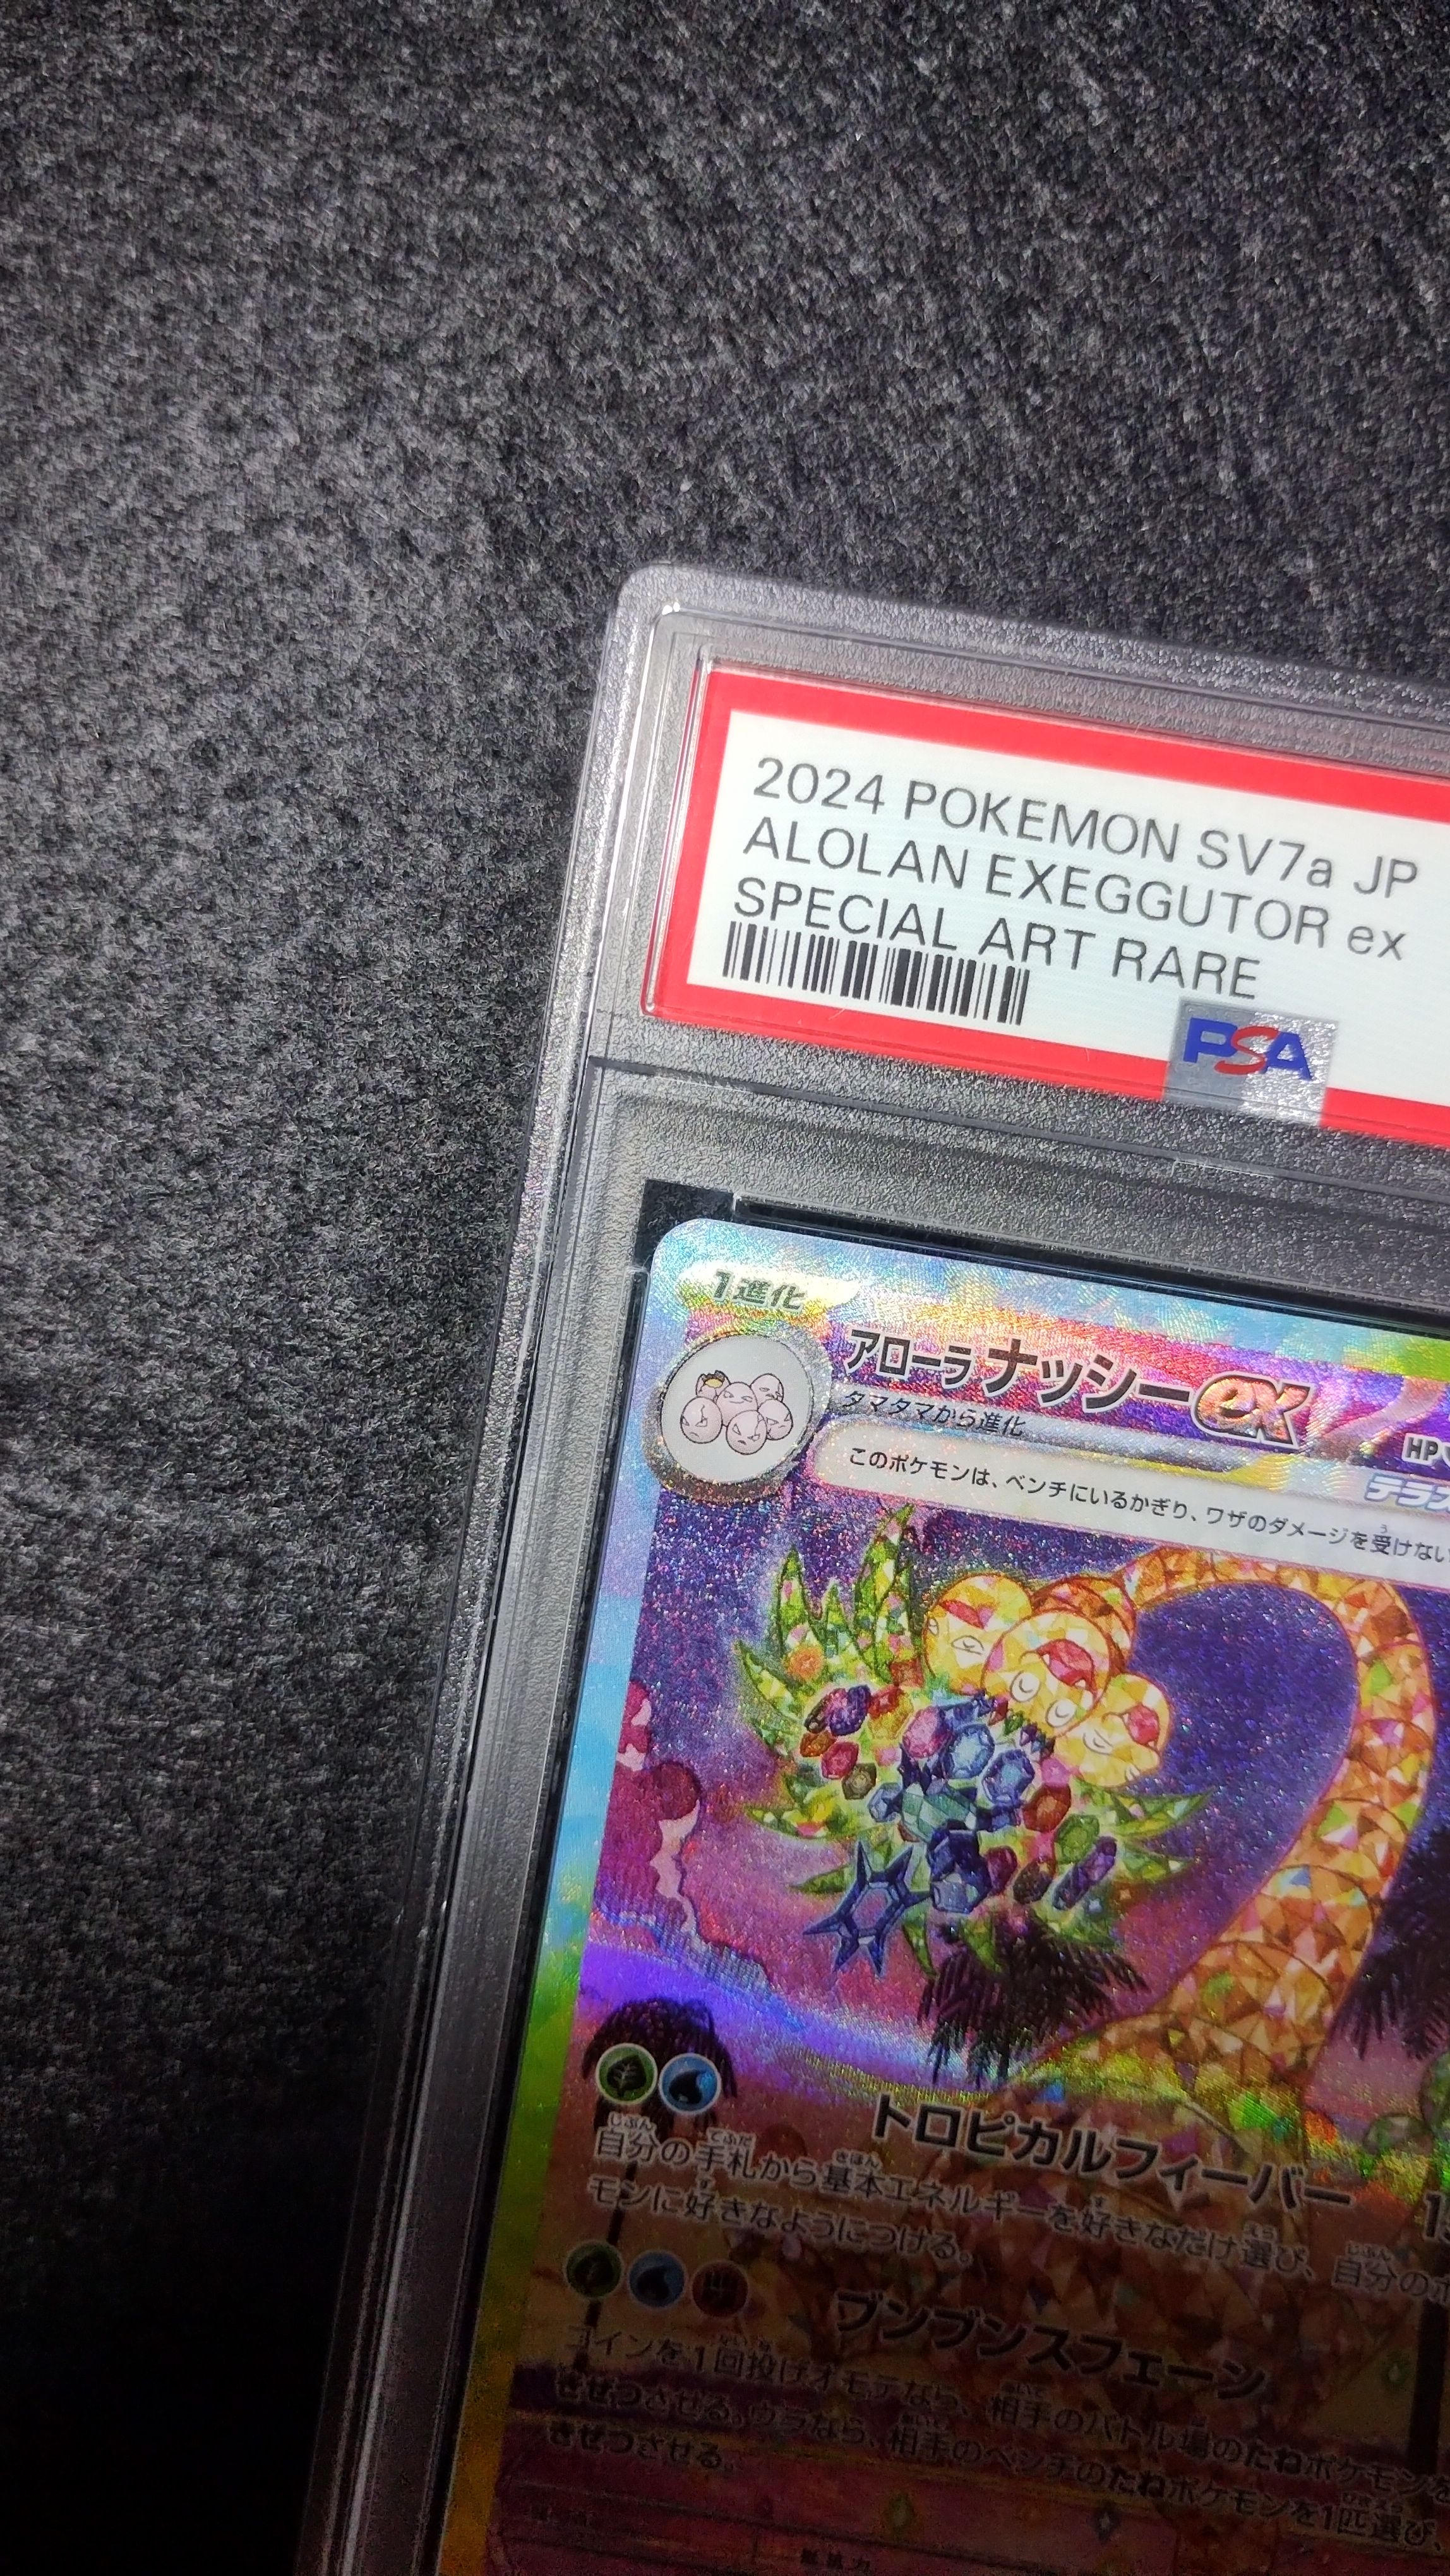 2024 POKEMON SV7a JP
ALOLAN EXEGGUTOR ex
SPECIAL ART RARE
PSA
1進化
アローラナッシーex
HP
タマタマから進化
テラス
このポケモンは、ベンチにいるかぎり、ワザのダメージを受けない
トロピカルフィーバー
自分の手札から基本エネルギーを好きなだけ選び、自分の
モンに好きなようにつける。
ブンブンスフェーン
コインを1回投げオモテなら、相手のバトル場のたねポケモンを
きぜつさせる。ウラなら、相手のベンチのたねポケモンを1匹選び、
きぜつさせる。